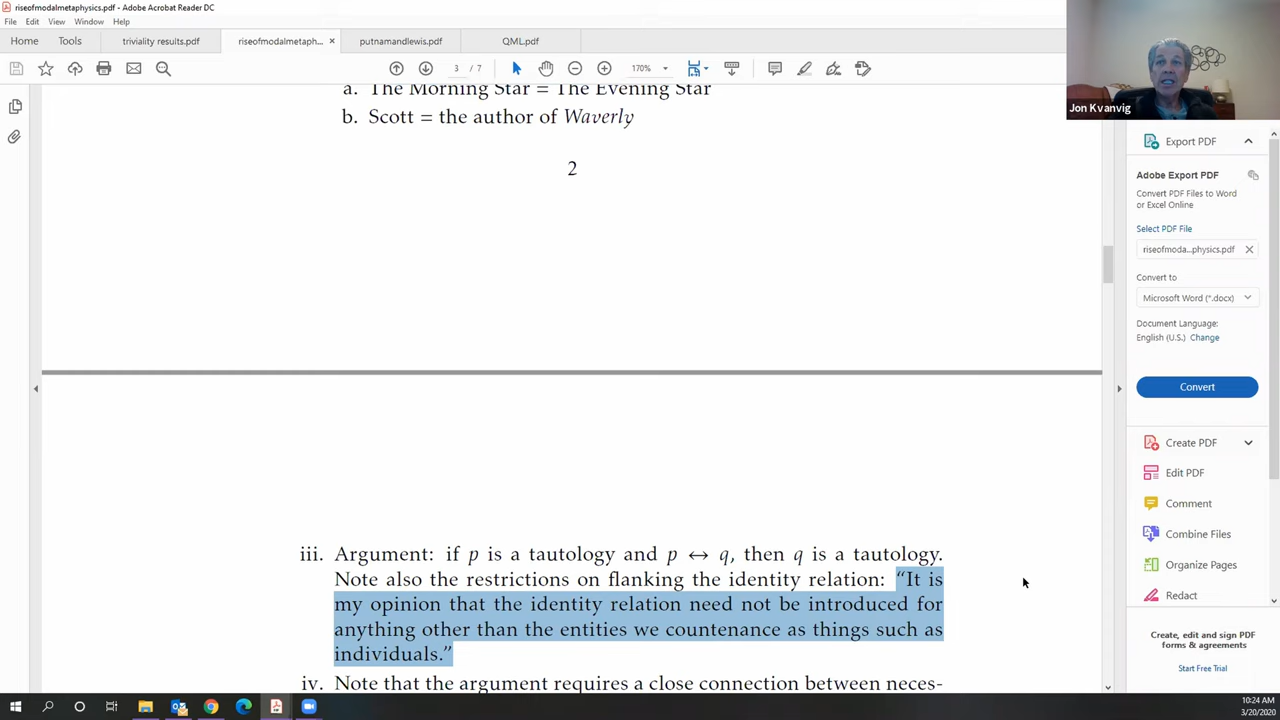 riseofmodalmetaphysics.pdf - Adobe Acrobat Reader DC
File Edit View Window Help
Home Tools triviality results.pdf riseofmodalmetaph... × putnamandlewis.pdf QML.pdf
3 / 7 170%
Jon Kvanvig
a. The Morning Star = The Evening Star
b. Scott = the author of Waverly
2
iii. Argument: if p is a tautology and p ↔ q, then q is a tautology.
Note also the restrictions on flanking the identity relation: “It is
my opinion that the identity relation need not be introduced for
anything other than the entities we countenance as things such as
individuals.”
iv. Note that the argument requires a close connection between neces-
Export PDF
Adobe Export PDF
Convert PDF Files to Word
or Excel Online
Select PDF File
riseofmoda...physics.pdf
Convert to
Microsoft Word (*.docx)
Document Language:
English (U.S.) Change
Convert
Create PDF
Edit PDF
Comment
Combine Files
Organize Pages
Redact
Convert, edit and sign PDF
forms & agreements
Start Free Trial
10:24 AM
3/20/2020